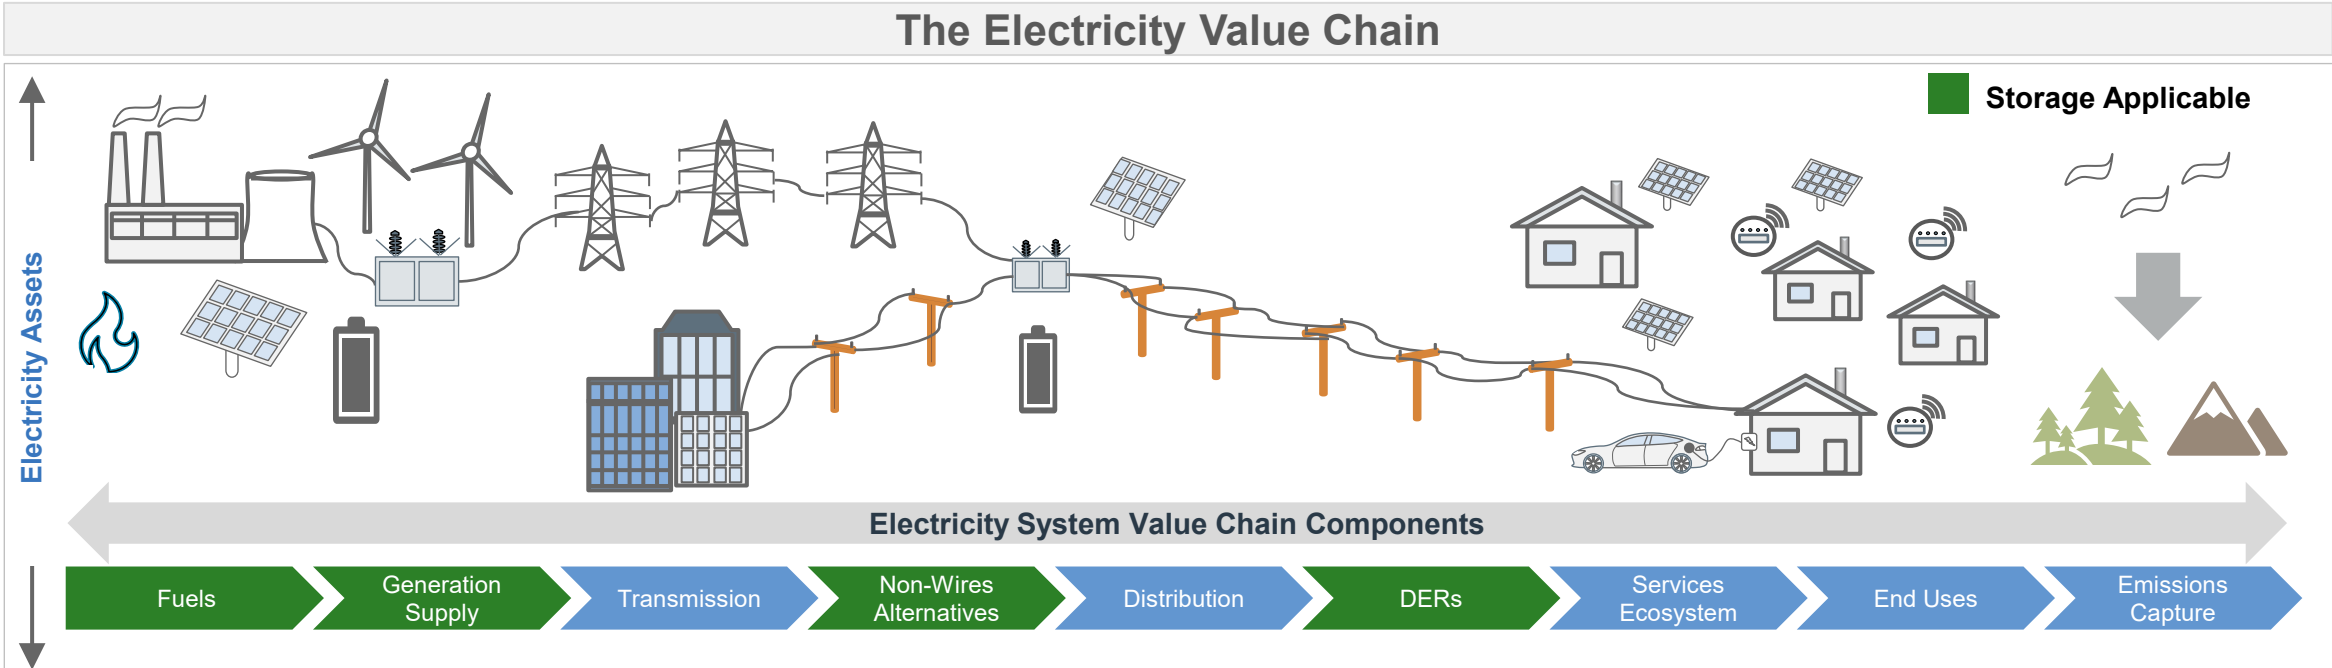 The Electricity Value Chain
Storage Applicable
Electricity Assets
Electricity System Value Chain Components
Fuels
Generation
Supply
Transmission
Non-Wires
Alternatives
Distribution
DERs
Services
Ecosystem
End Uses
Emissions
Capture